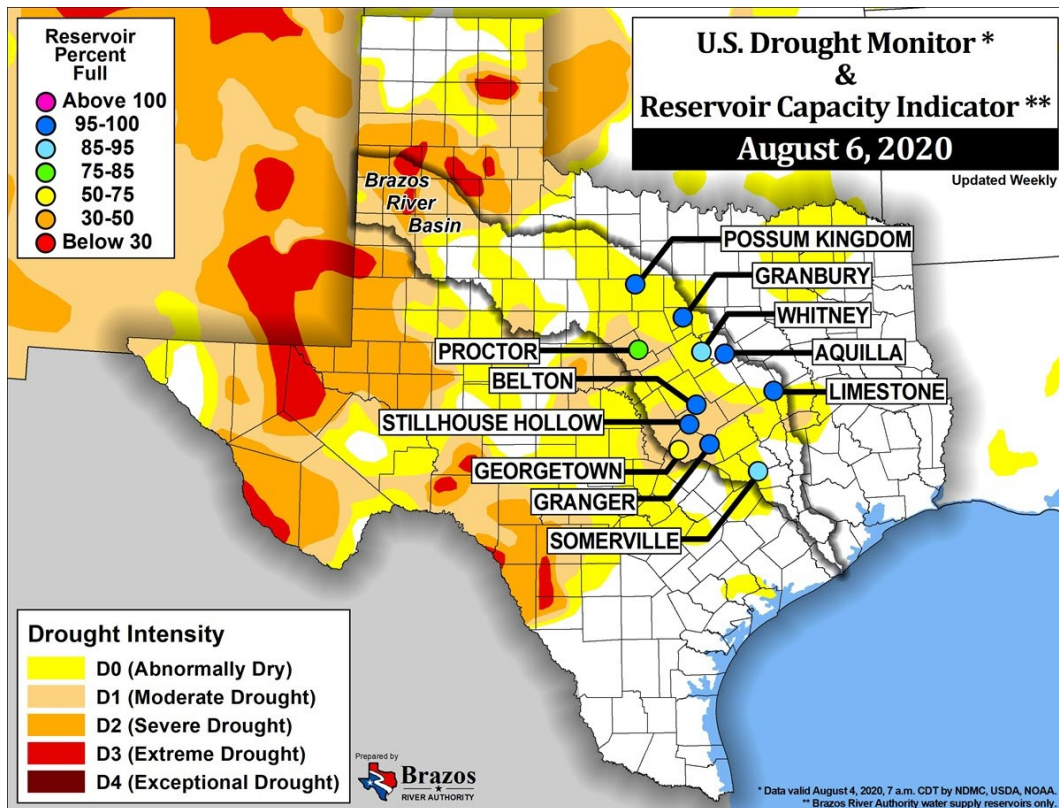 Reservoir
Percent
Full
Above 100
95-100
85-95
75-85
50-75
30-50
Below 30
U.S. Drought Monitor *
&
Reservoir Capacity Indicator **
August 6, 2020
Updated Weekly
Brazos
River
Basin
POSSUM KINGDOM
GRANBURY
WHITNEY
PROCTOR
AQUILLA
BELTON
LIMESTONE
STILLHOUSE HOLLOW
GEORGETOWN
GRANGER
SOMERVILLE
Drought Intensity
D0 (Abnormally Dry)
D1 (Moderate Drought)
D2 (Severe Drought)
D3 (Extreme Drought)
D4 (Exceptional Drought)
Prepared by
Brazos
RIVER AUTHORITY
* Data valid August 4, 2020, 7 a.m. CDT by NDMC, USDA, NOAA.
** Brazos River Authority water supply reservoirs only.